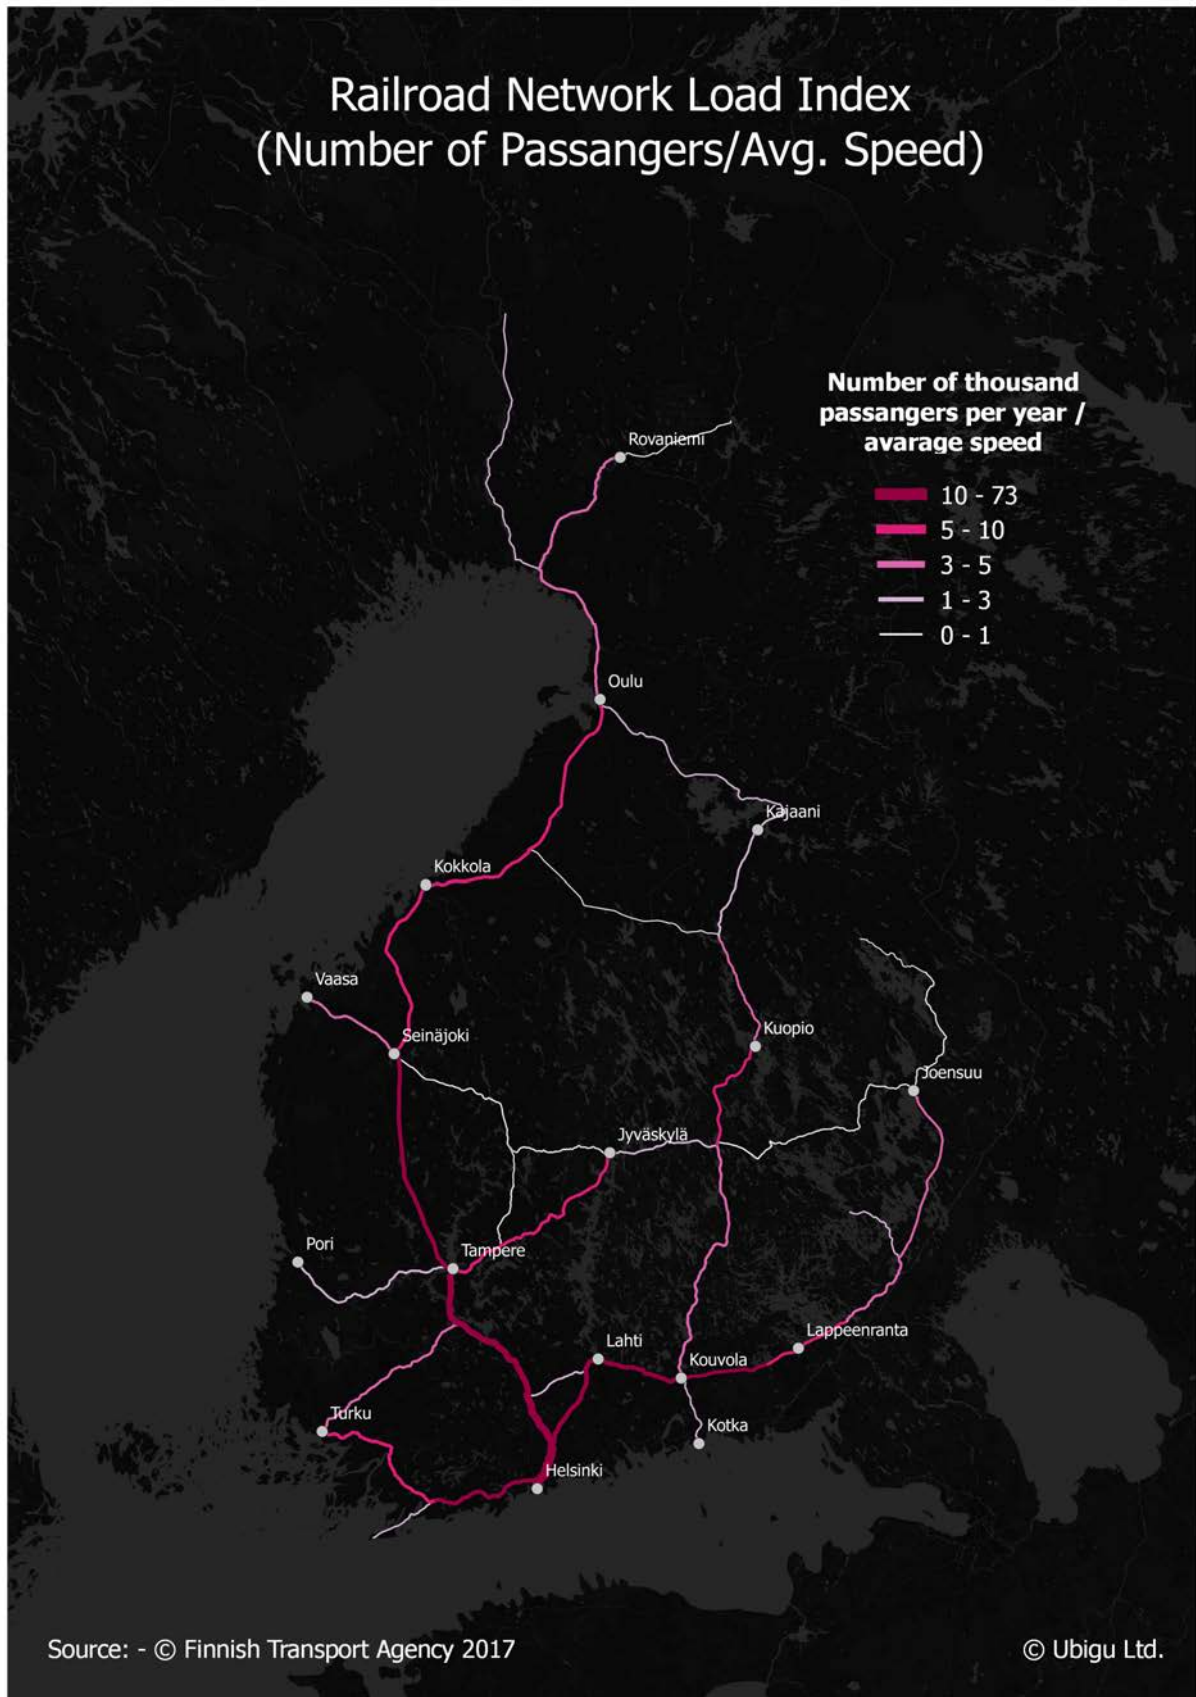 Railroad Network Load Index
(Number of Passangers/Avg. Speed)
Number of thousand
passangers per year /
avarage speed
Rovaniemi
10 - 73
5 - 10
3 - 5
1 - 3
0 - 1
Oulu
Kajaani
Kokkola
Vaasa
Seinäjoki
Kuopio
Joensuu
Jyväskylä
Pori
Tampere
Lappeenranta
Lahti
Kouvola
Turku
Kotka
Helsinki
Source: - © Finnish Transport Agency 2017
© Ubigu Ltd.